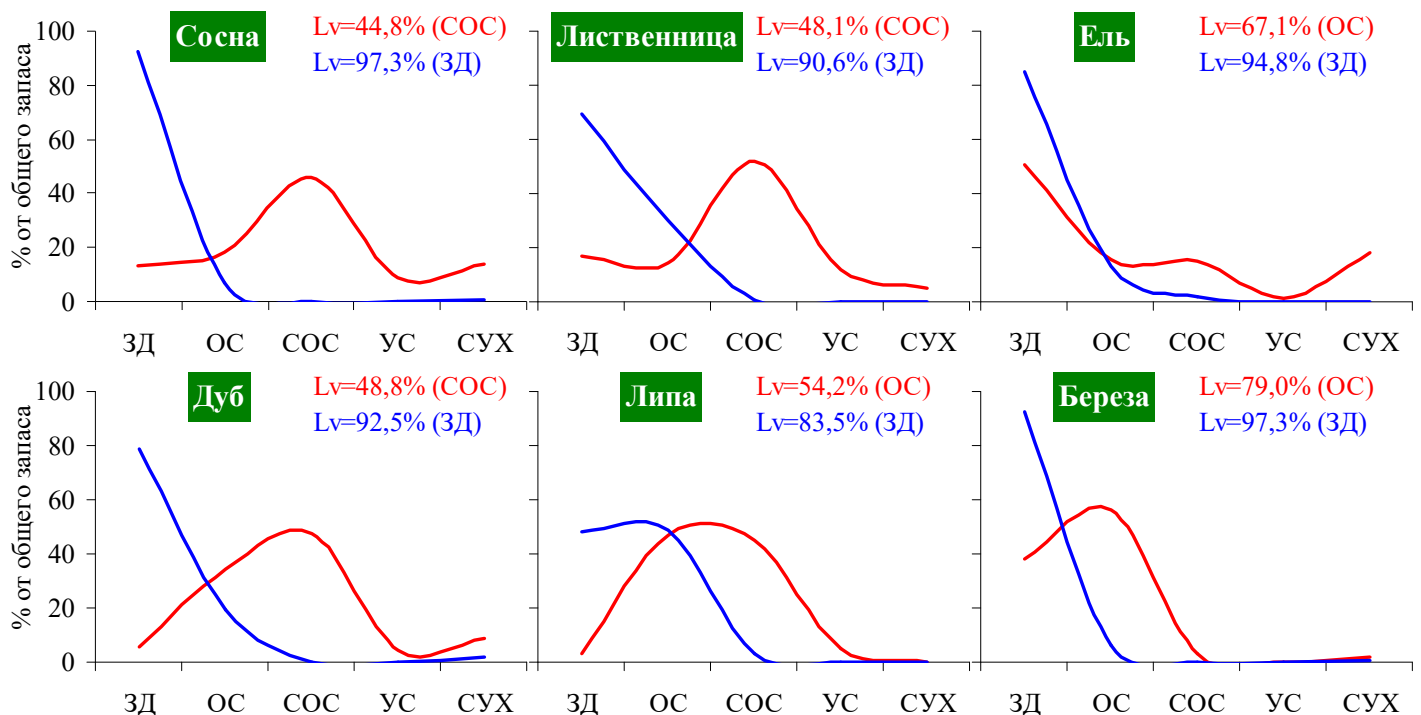 Сосна
Lv=44,8% (СОС)
Lv=97,3% (ЗД)
% от общего запаса
100
80
60
40
20
0
ЗД ОС СОС УС СУХ
Лиственница
Lv=48,1% (СОС)
Lv=90,6% (ЗД)
ЗД ОС СОС УС СУХ
Ель
Lv=67,1% (ОС)
Lv=94,8% (ЗД)
ЗД ОС СОС УС СУХ
Дуб
Lv=48,8% (СОС)
Lv=92,5% (ЗД)
% от общего запаса
100
80
60
40
20
0
ЗД ОС СОС УС СУХ
Липа
Lv=54,2% (ОС)
Lv=83,5% (ЗД)
ЗД ОС СОС УС СУХ
Береза
Lv=79,0% (ОС)
Lv=97,3% (ЗД)
ЗД ОС СОС УС СУХ